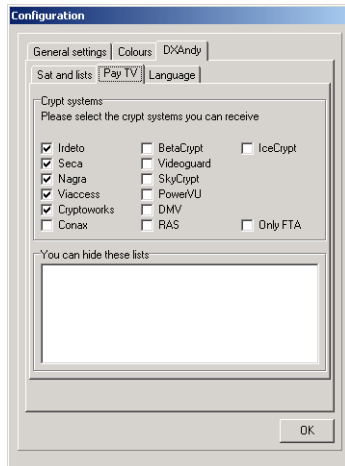 Configuration
General settings Colours DXAndy
Sat and lists Pay TV Language
Crypt systems
Please select the crypt systems you can receive
Irdeto BetaCrypt IceCrypt
Seca Videoguard
Nagra SkyCrypt
Viaccess PowerVU
Cryptoworks DMV
Conax RAS Only FTA
You can hide these lists
OK